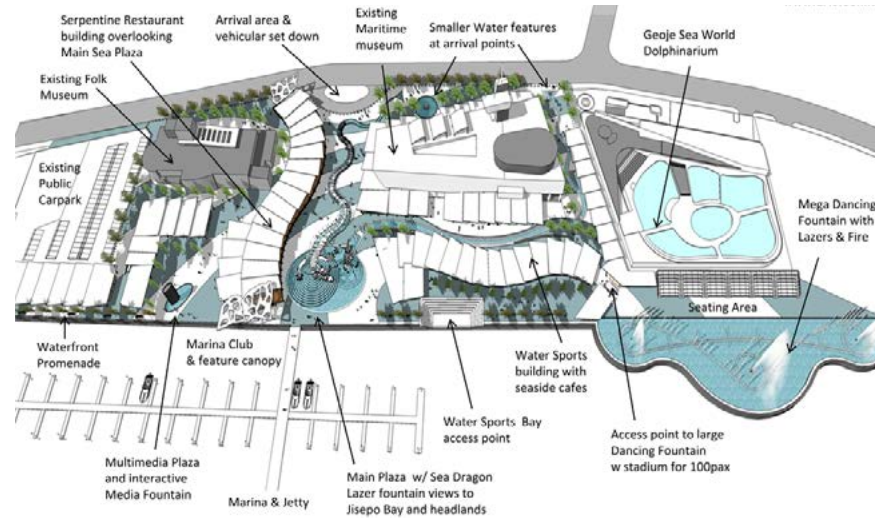 Serpentine Restaurant
building overlooking
Main Sea Plaza
Arrival area &
vehicular set down
Existing
Maritime
museum
Smaller Water features
at arrival points
Geoje Sea World
Dolphinarium
Existing Folk
Museum
Existing
Public
Carpark
Mega Dancing
Fountain with
Lazers & Fire
Seating Area
Waterfront
Promenade
Marina Club
& feature canopy
Water Sports
building with
seaside cafes
Water Sports Bay
access point
Access point to large
Dancing Fountain
w stadium for 100pax
Multimedia Plaza
and interactive
Media Fountain
Marina & Jetty
Main Plaza w/ Sea Dragon
Lazer fountain views to
Jisepo Bay and headlands